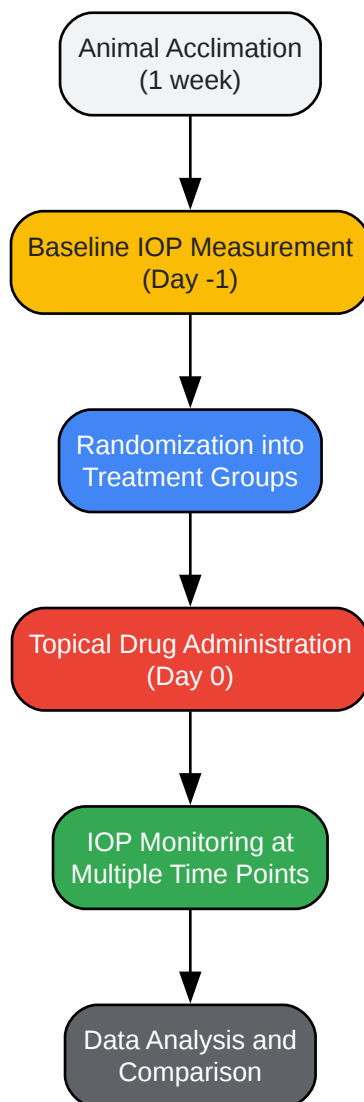 Animal Acclimation
(1 week)
Baseline IOP Measurement
(Day -1)
Randomization into
Treatment Groups
Topical Drug Administration
(Day 0)
IOP Monitoring at
Multiple Time Points
Data Analysis and
Comparison